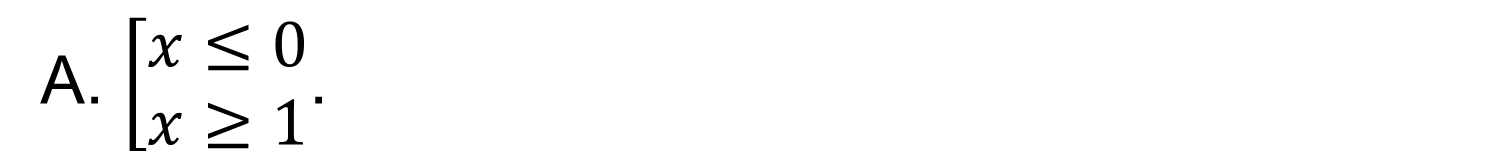 A. [x ≤ 0
x ≥ 1.